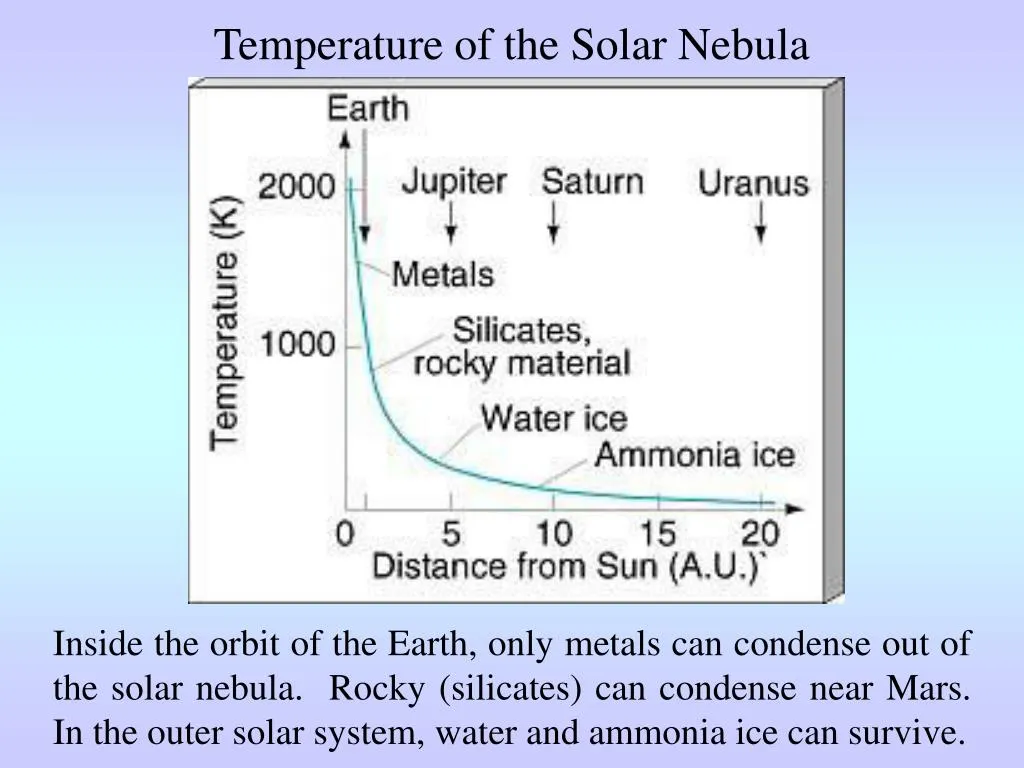 Temperature of the Solar Nebula
Earth
Jupiter Saturn Uranus
2000
Metals
1000
Silicates,
rocky material
Water ice
Ammonia ice
Temperature (K)
0 5 10 15 20
Distance from Sun (A.U.)`
Inside the orbit of the Earth, only metals can condense out of
the solar nebula. Rocky (silicates) can condense near Mars.
In the outer solar system, water and ammonia ice can survive.